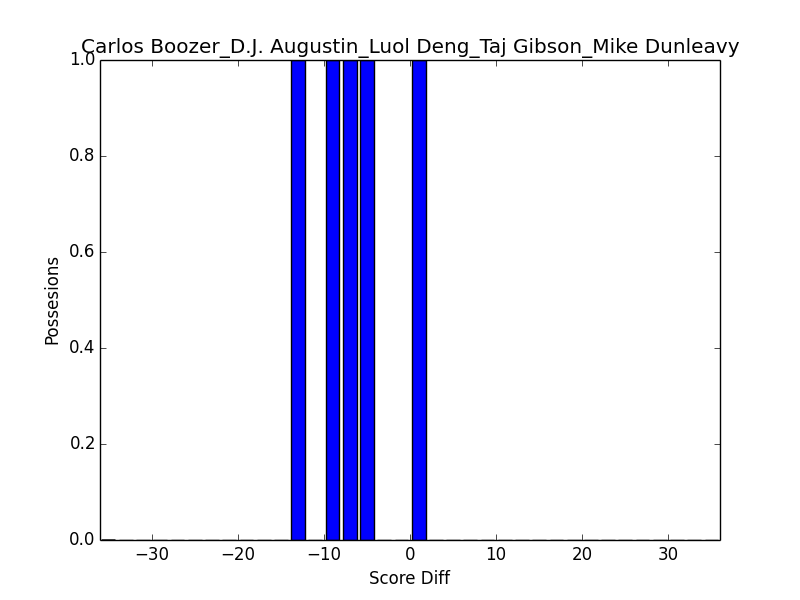 Carlos Boozer_D.J. Augustin_Luol Deng_Taj Gibson_Mike Dunleavy
1.0
0.8
0.6
0.4
0.2
0.0
Possesions
−30 −20 −10 0 10 20 30
Score Diff